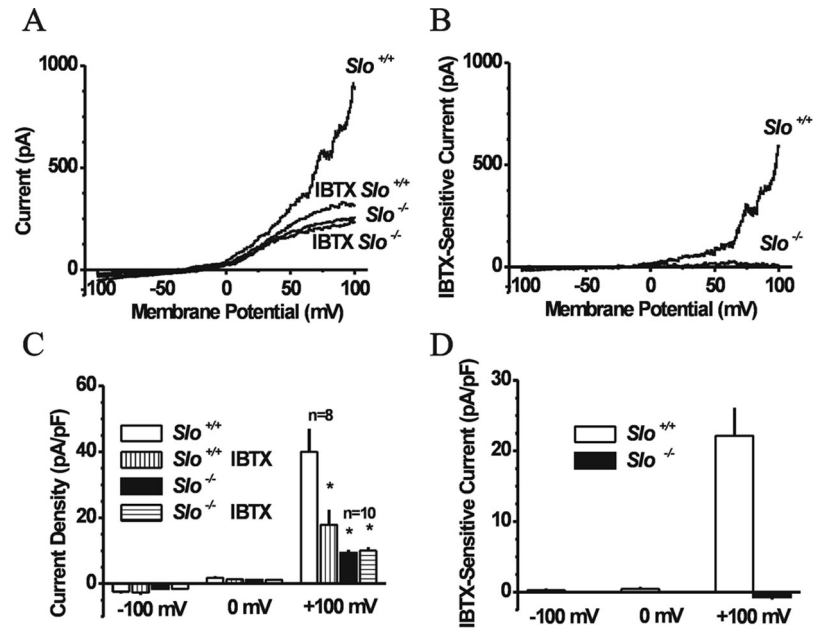 A
Current (pA)
1000
500
0
-100
-50
0
50
100
Membrane Potential (mV)
Slo +/+
IBTX Slo +/+
Slo -/-
IBTX Slo -/-
B
IBTX-Sensitive Current (pA)
1000
500
0
-100
-50
0
50
100
Membrane Potential (mV)
Slo +/+
Slo -/-
C
Current Density (pA/pF)
60
40
20
0
Slo +/+
Slo +/+ IBTX
Slo -/-
Slo -/- IBTX
n=8
*
n=10
* *
-100 mV
0 mV
+100 mV
D
IBTX-Sensitive Current (pA/pF)
30
20
10
0
Slo +/+
Slo -/-
-100 mV
0 mV
+100 mV